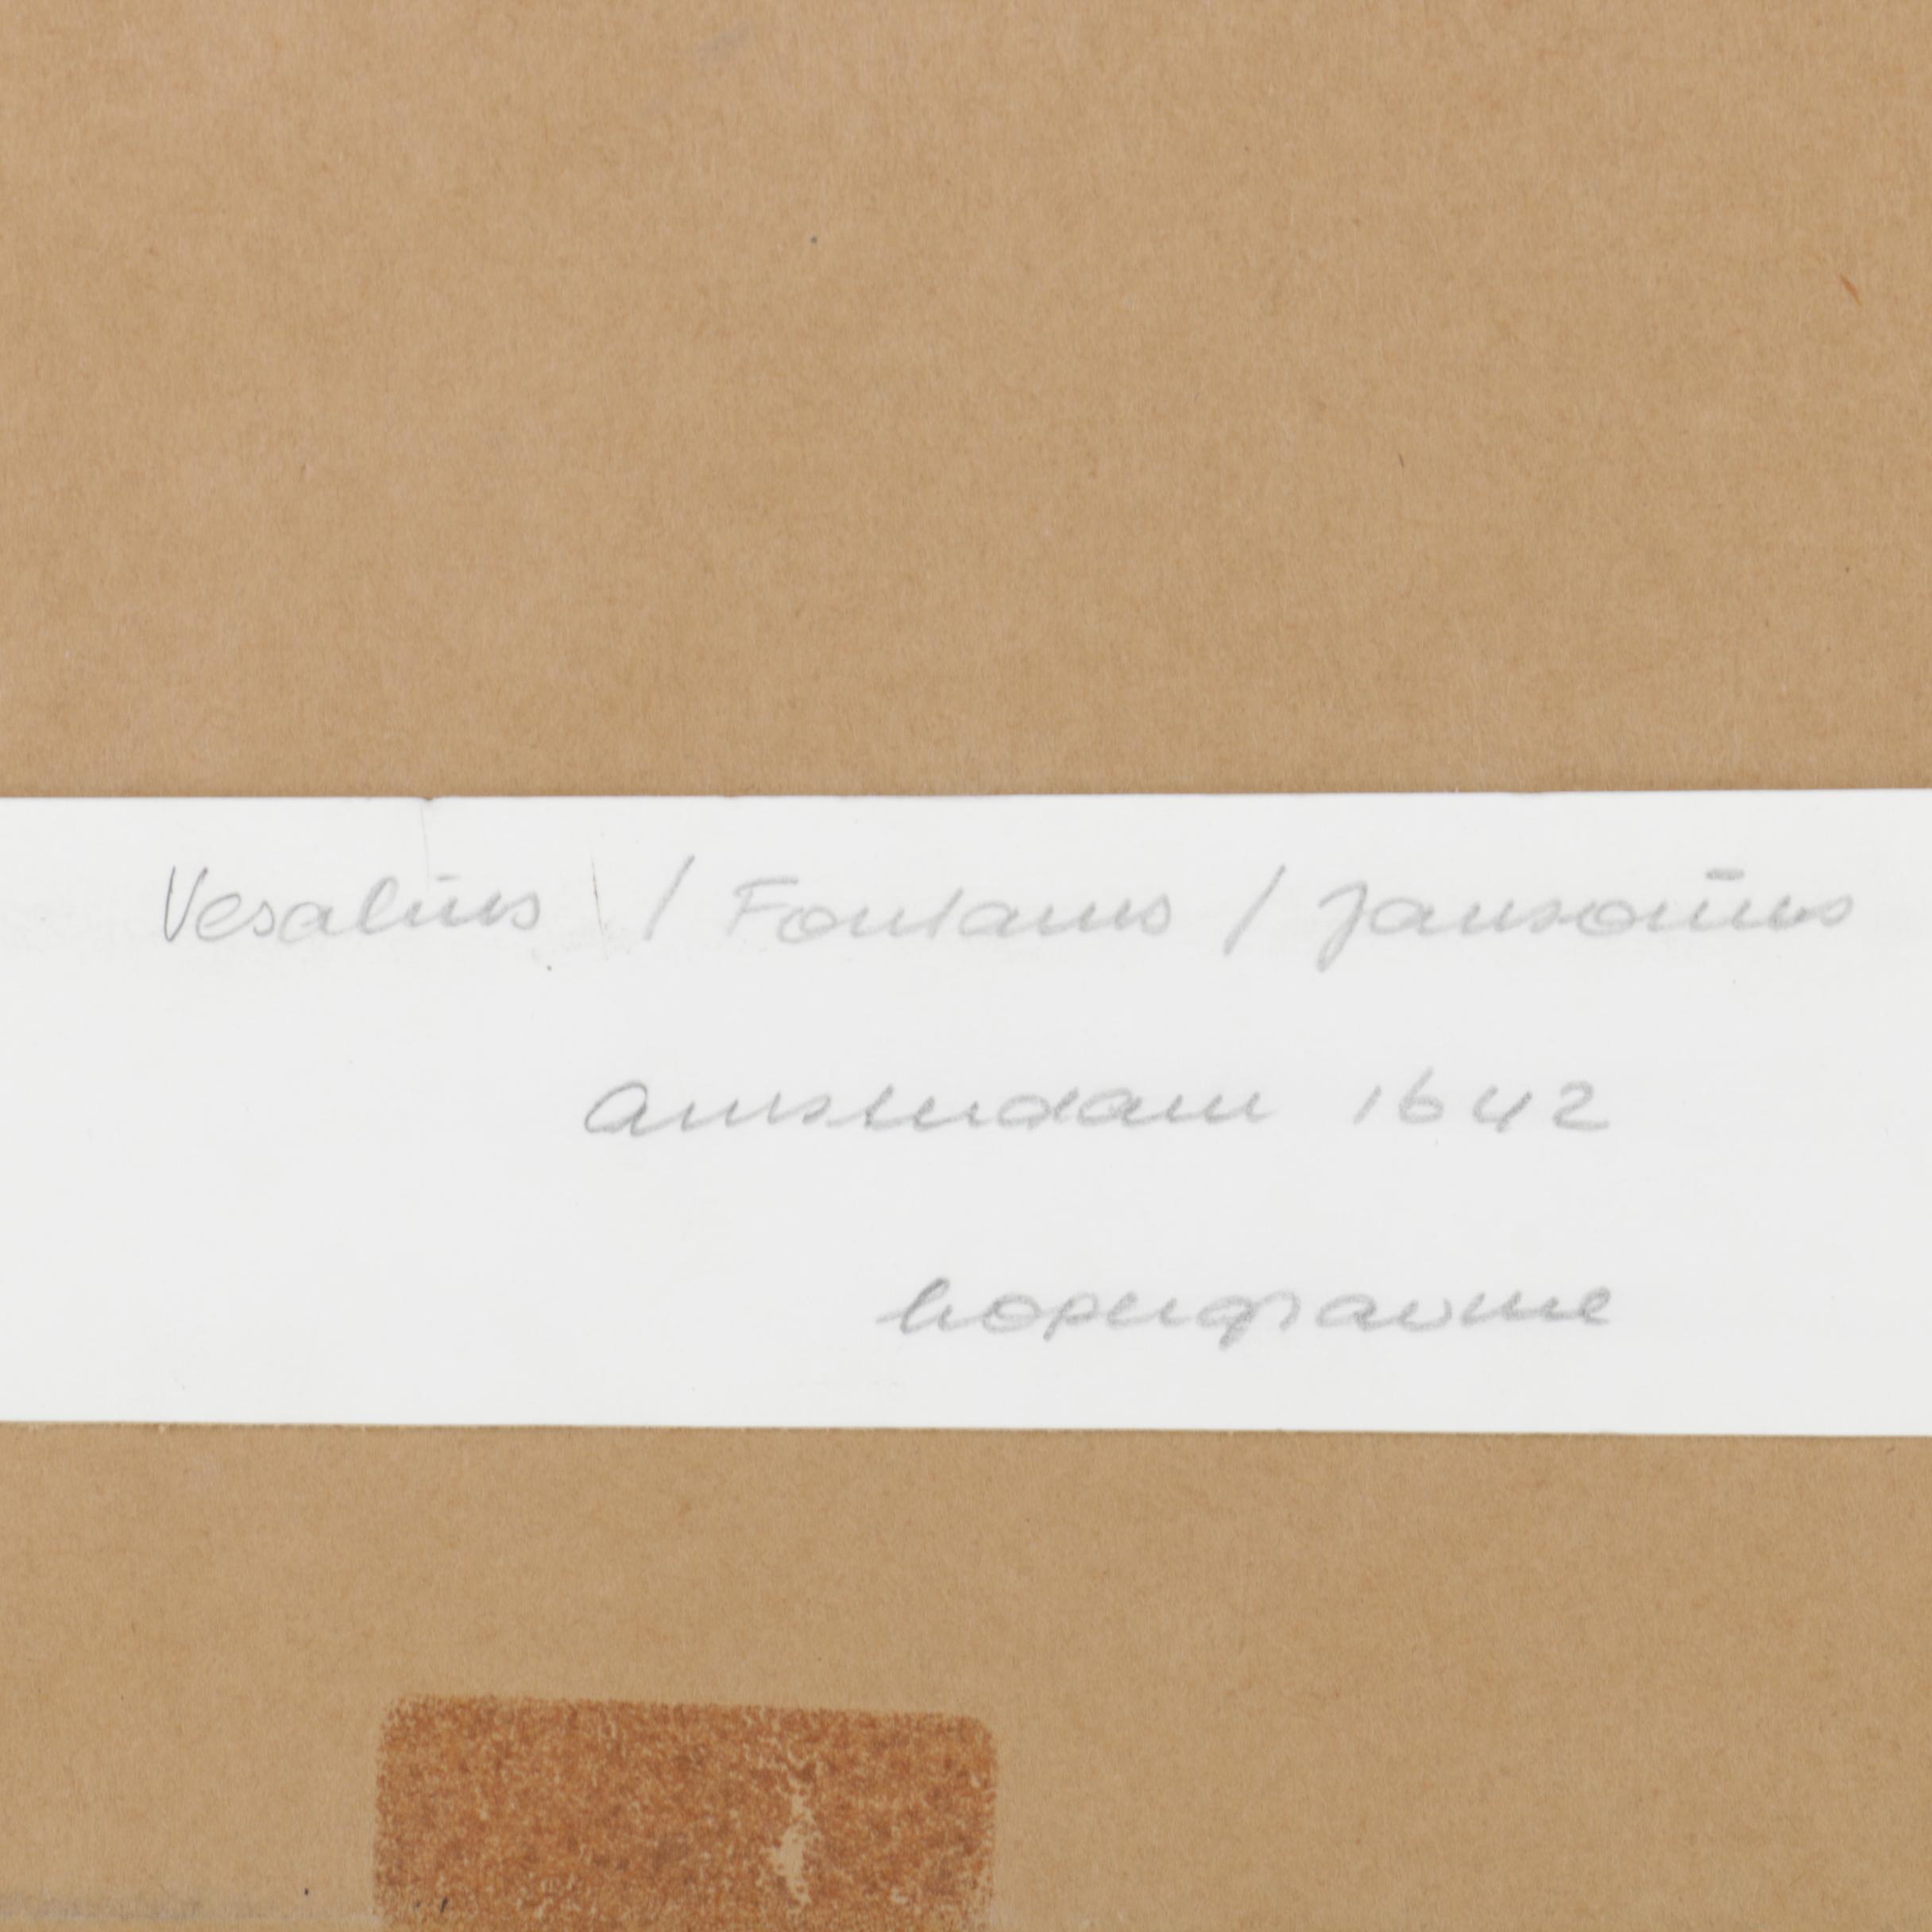 Vesalius / Fontanus / Jansonius
Amsterdam 1642
kopergravure